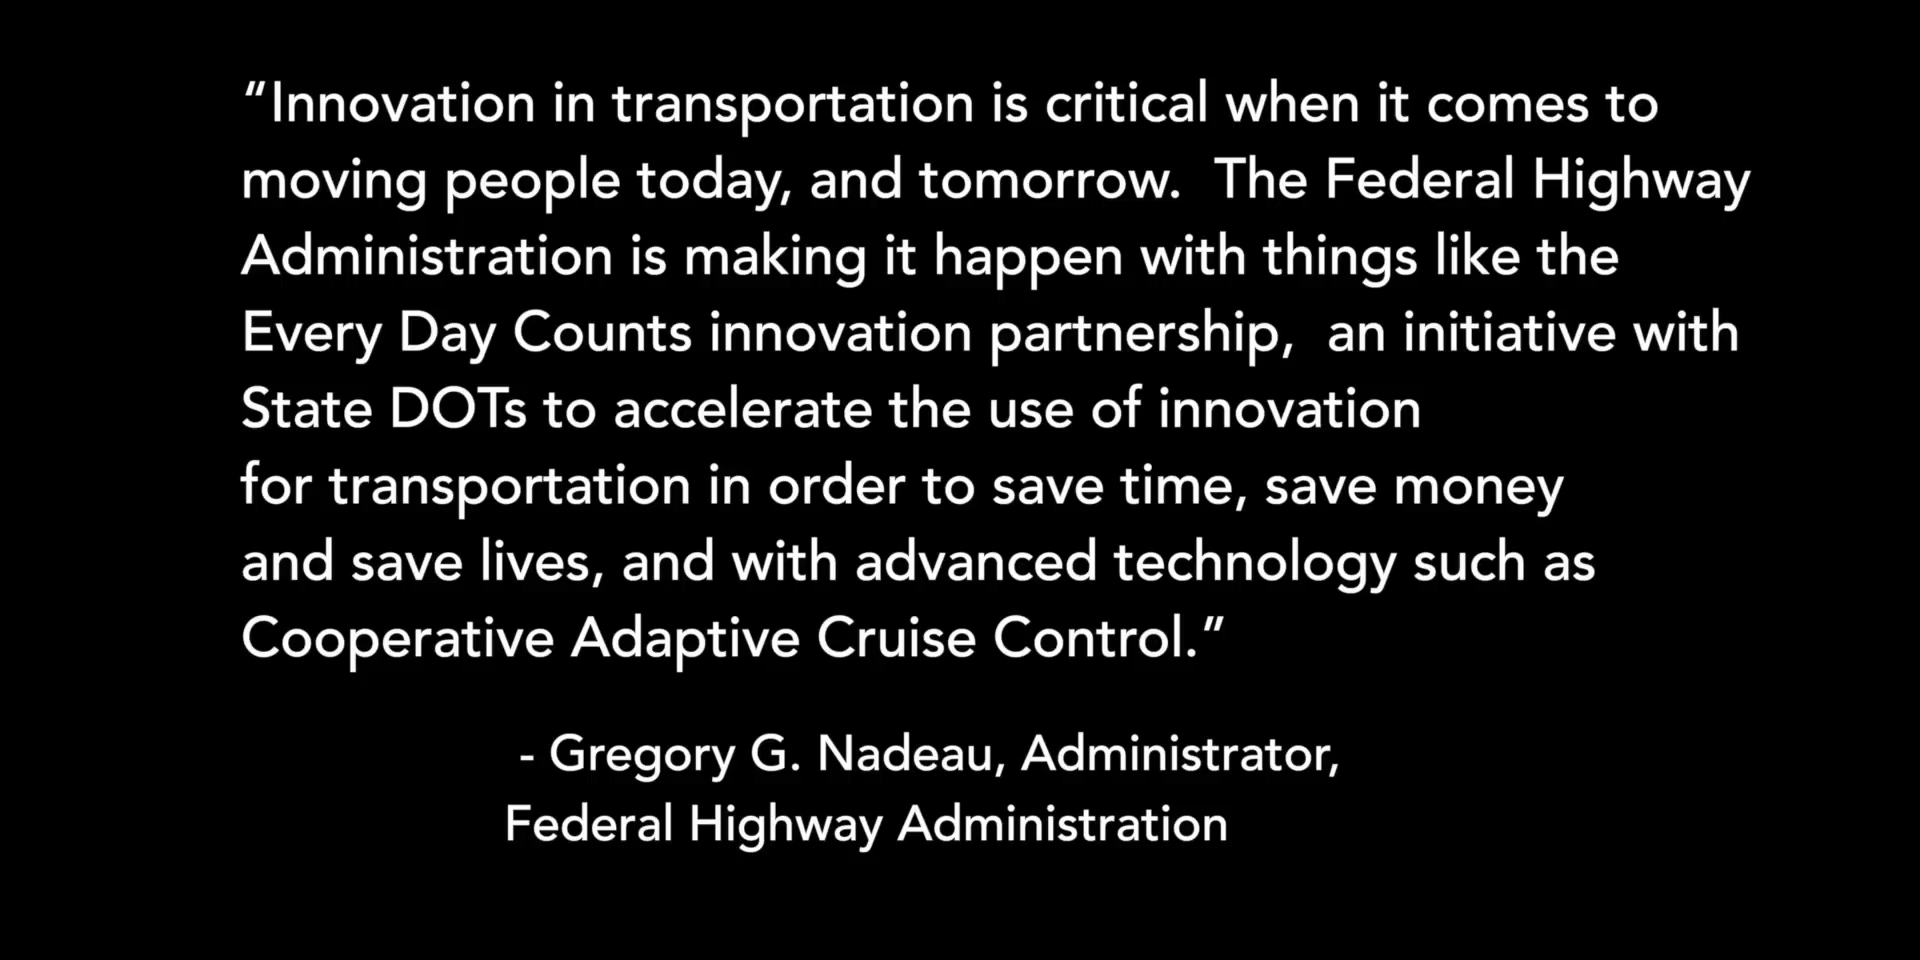 “Innovation in transportation is critical when it comes to
moving people today, and tomorrow.  The Federal Highway
Administration is making it happen with things like the
Every Day Counts innovation partnership,  an initiative with
State DOTs to accelerate the use of innovation
for transportation in order to save time, save money
and save lives, and with advanced technology such as
Cooperative Adaptive Cruise Control.”
- Gregory G. Nadeau, Administrator,
Federal Highway Administration